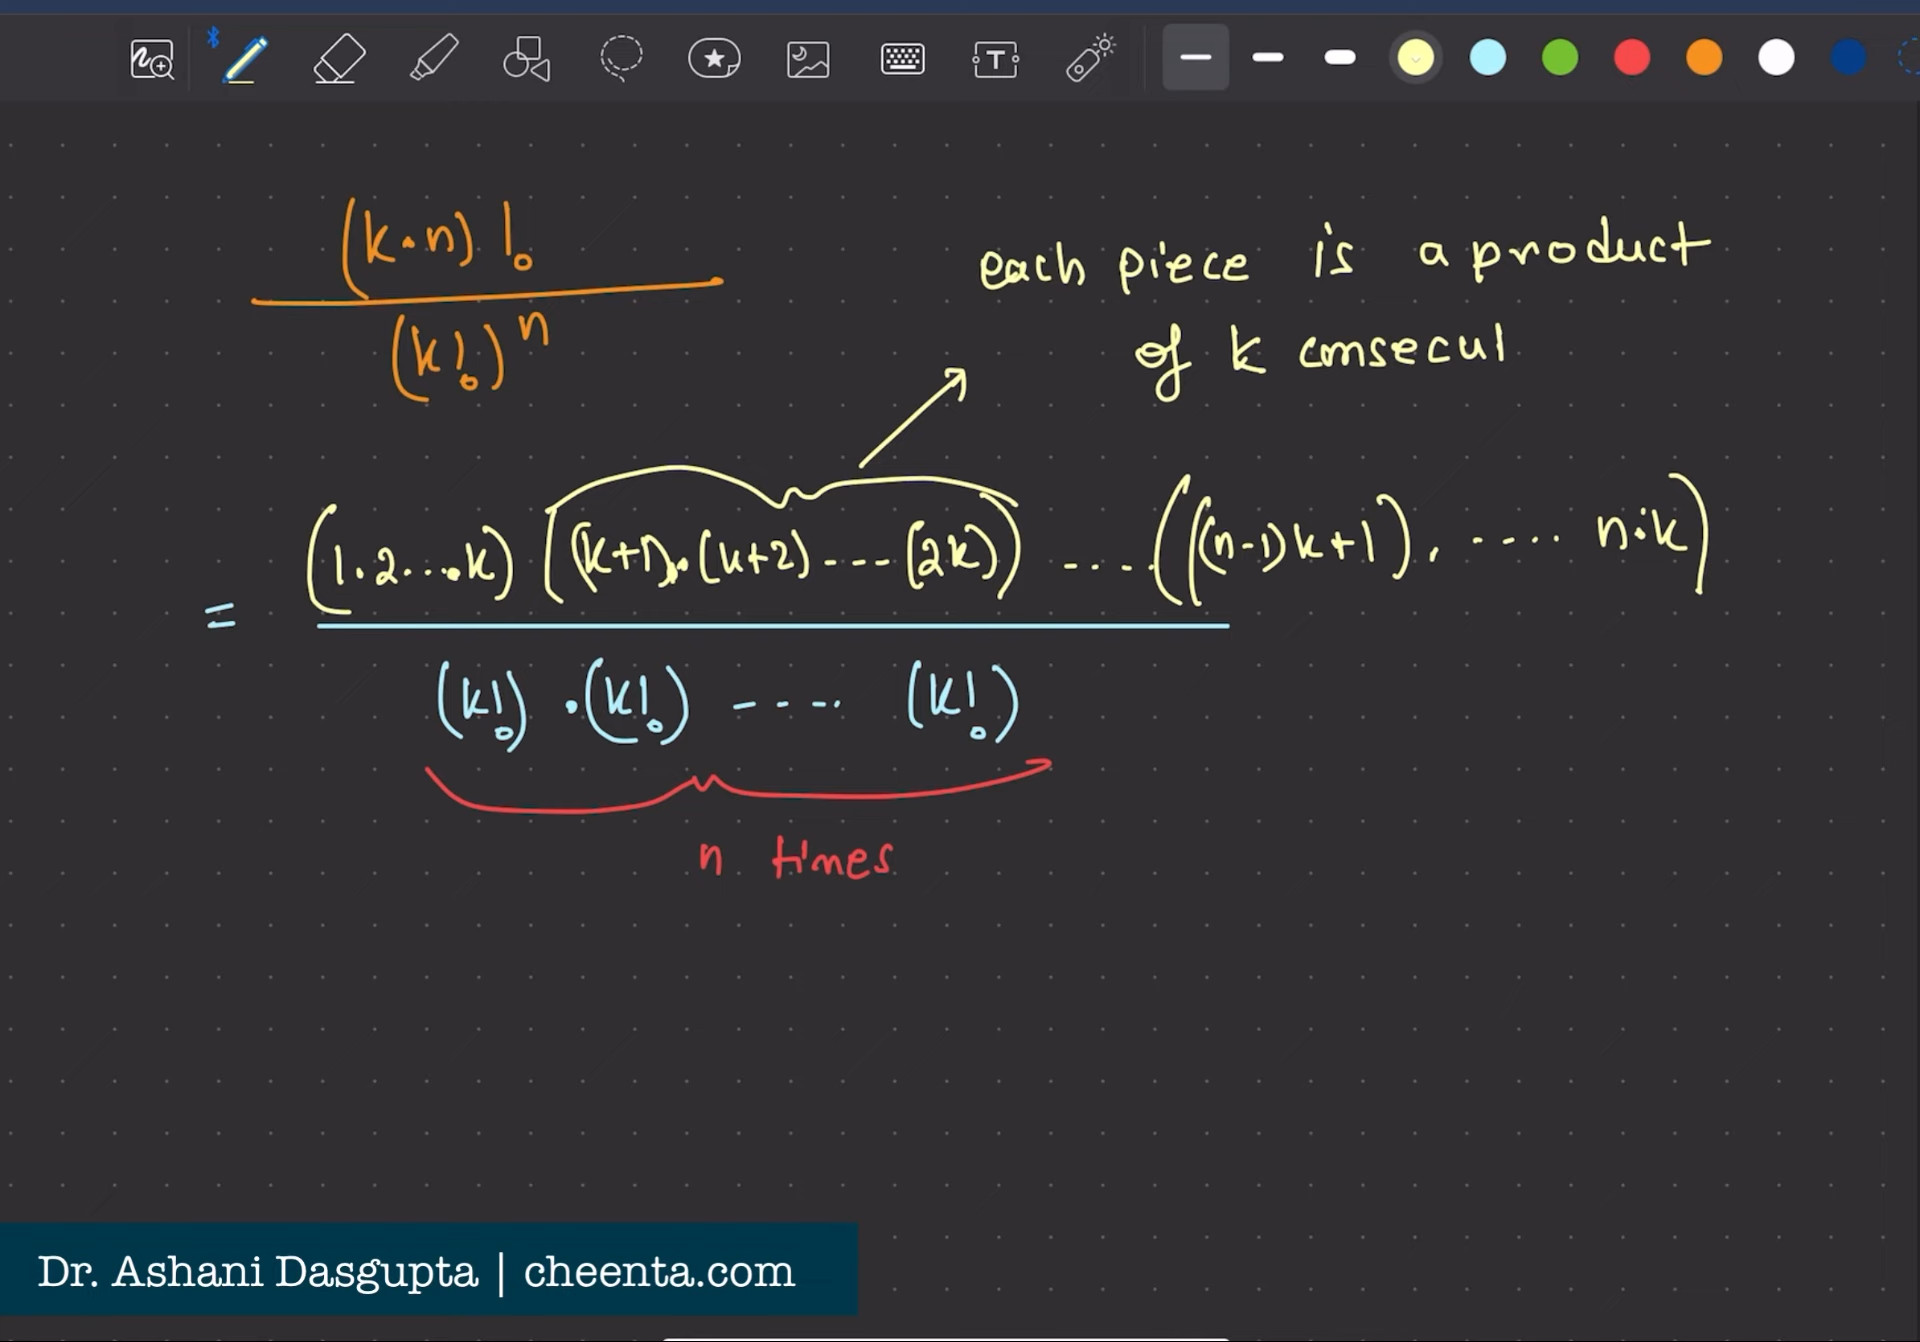 (k·n)!
(k!)^n
each piece is a product
of k consecul
= (1·2...·k) ((k+1)·(k+2)---(2k)) ---- (((n-1)k+1). ---- n·k)
(k!) ·(k!) ---- (k!)
n times
Dr. Ashani Dasgupta | cheenta.com